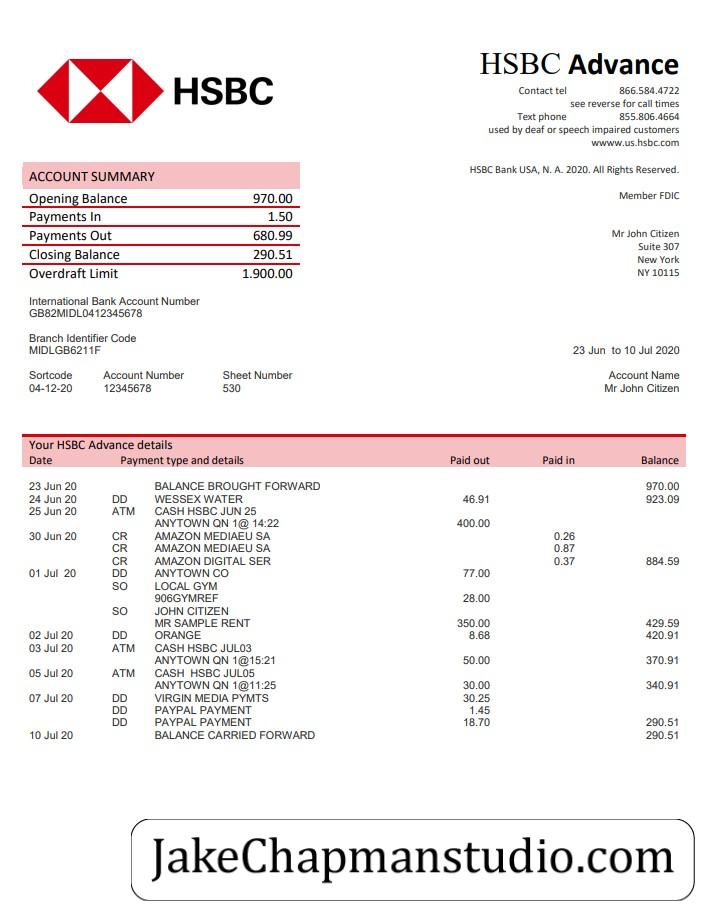 HSBC
HSBC Advance
Contact tel 866.584.4722
see reverse for call times
Text phone 855.806.4664
used by deaf or speech impaired customers
wwww.us.hsbc.com
HSBC Bank USA, N. A. 2020. All Rights Reserved.
Member FDIC
ACCOUNT SUMMARY
Opening Balance 970.00
Payments In 1.50
Payments Out 680.99
Closing Balance 290.51
Overdraft Limit 1.900.00
Mr John Citizen
Suite 307
New York
NY 10115
International Bank Account Number
GB82MIDL0412345678
Branch Identifier Code
MIDLGB6211F
23 Jun to 10 Jul 2020
Sortcode Account Number Sheet Number Account Name
04-12-20 12345678 530 Mr John Citizen
Your HSBC Advance details
Date Payment type and details Paid out Paid in Balance
23 Jun 20 BALANCE BROUGHT FORWARD 970.00
24 Jun 20 DD WESSEX WATER 46.91 923.09
25 Jun 20 ATM CASH HSBC JUN 25
ANYTOWN QN 1@ 14:22 400.00
30 Jun 20 CR AMAZON MEDIAEU SA 0.26
CR AMAZON MEDIAEU SA 0.87
CR AMAZON DIGITAL SER 0.37 884.59
01 Jul 20 DD ANYTOWN CO 77.00
SO LOCAL GYM
906GYMREF 28.00
SO JOHN CITIZEN
MR SAMPLE RENT 350.00 429.59
02 Jul 20 DD ORANGE 8.68 420.91
03 Jul 20 ATM CASH HSBC JUL03
ANYTOWN QN 1@15:21 50.00 370.91
05 Jul 20 ATM CASH HSBC JUL05
ANYTOWN QN 1@11:25 30.00 340.91
07 Jul 20 DD VIRGIN MEDIA PYMTS 30.25
DD PAYPAL PAYMENT 1.45
DD PAYPAL PAYMENT 18.70 290.51
10 Jul 20 BALANCE CARRIED FORWARD 290.51
JakeChapmanstudio.com